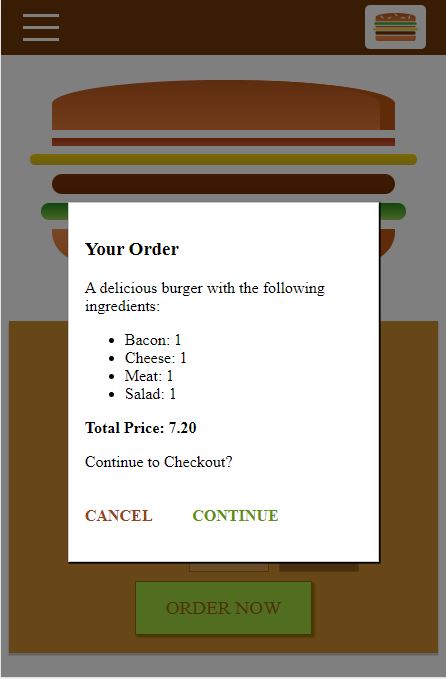 Your Order
A delicious burger with the following
ingredients:
Bacon: 1
Cheese: 1
Meat: 1
Salad: 1
Total Price: 7.20
Continue to Checkout?
CANCEL CONTINUE
ORDER NOW